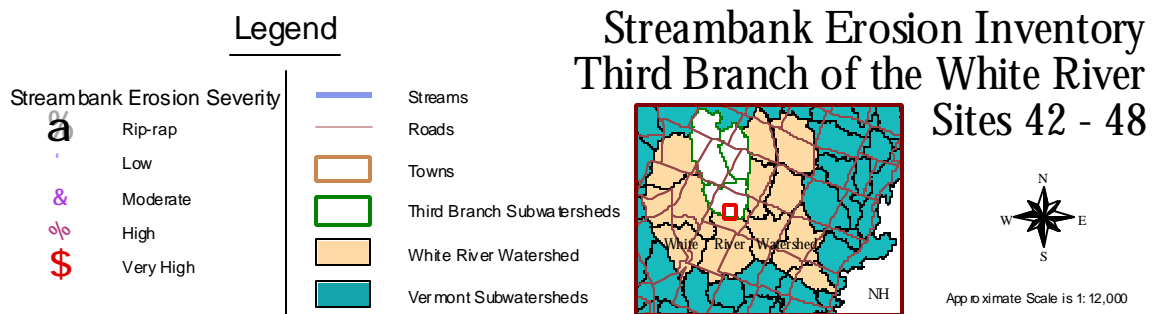 Legend
Streambank Erosion Inventory
Third Branch of the White River
Sites 42 - 48
Streambank Erosion Severity
% a Rip-rap
' Low
& Moderate
% High
$ Very High
Streams
Roads
Towns
Third Branch Subwatersheds
White River Watershed
Vermont Subwatersheds
White River Watershed
NH
N
W E
S
Approximate Scale is 1:12,000